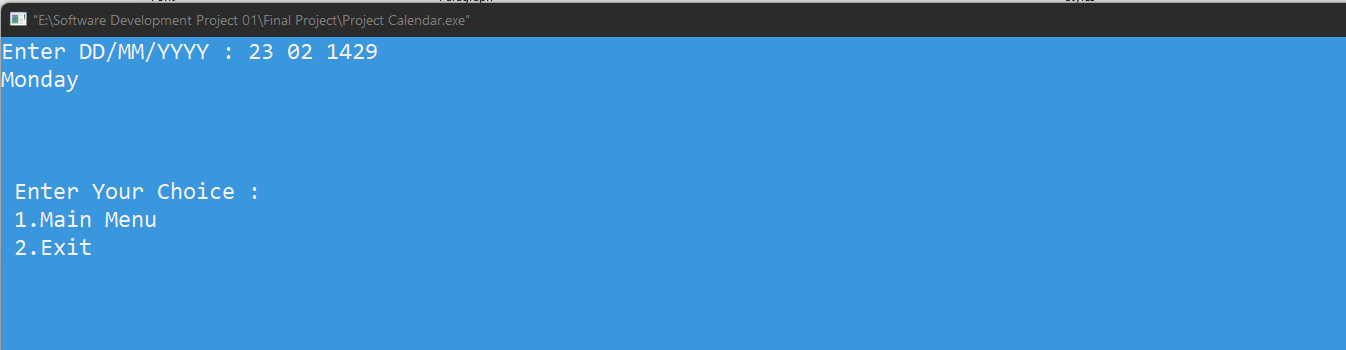 "E:\Software Development Project 01\Final Project\Project Calendar.exe"
Enter DD/MM/YYYY : 23 02 1429
Monday
Enter Your Choice :
1.Main Menu
2.Exit